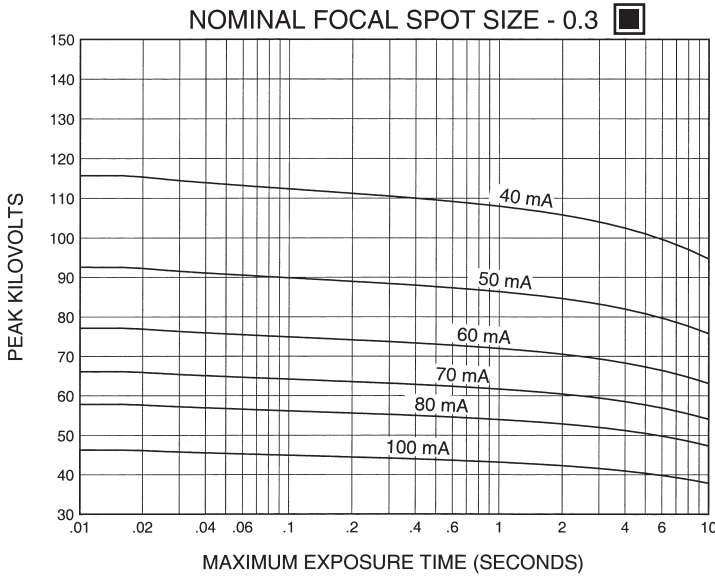 NOMINAL FOCAL SPOT SIZE - 0.3
150
140
130
120
110
100
90
80
70
60
50
40
30
PEAK KILOVOLTS
40 mA
50 mA
60 mA
70 mA
80 mA
100 mA
.01 .02 .04 .06 .1 .2 .4 .6 1 2 4 6 10
MAXIMUM EXPOSURE TIME (SECONDS)